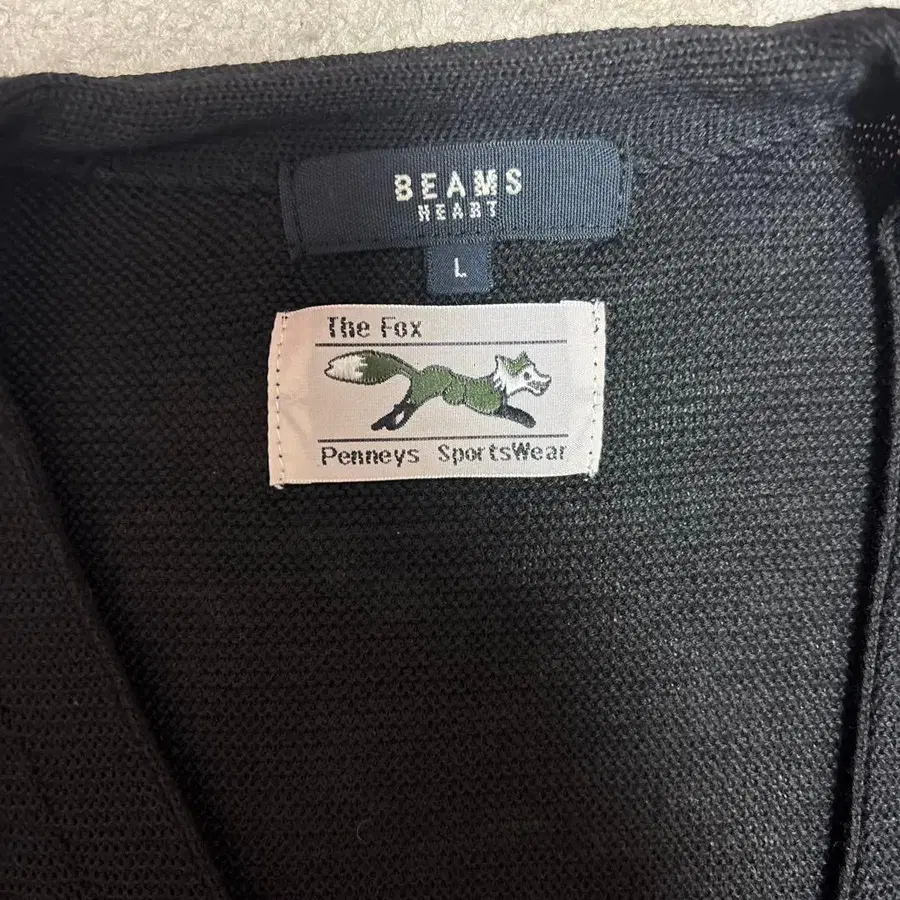 BEAMS
HEART
L
The Fox
Penneys SportsWear